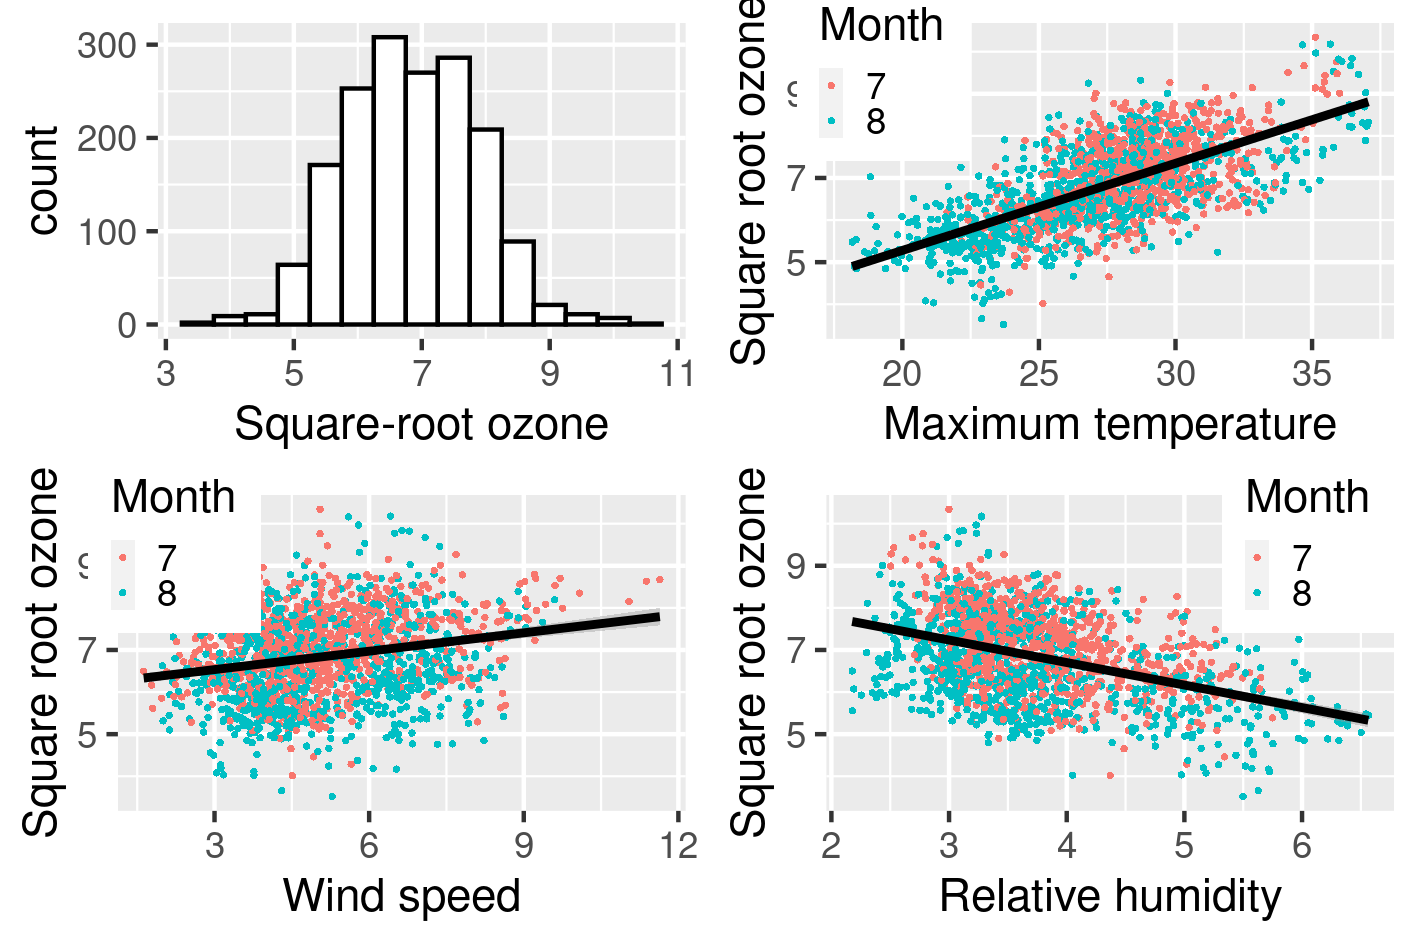 count
300
200
100
0
3 5 7 9 11
Square-root ozone
Square root ozone
Month
7
8
7
5
20 25 30 35
Maximum temperature
Square root ozone
Month
7
8
7
5
3 6 9 12
Wind speed
Square root ozone
Month
7
8
9
7
5
2 3 4 5 6
Relative humidity